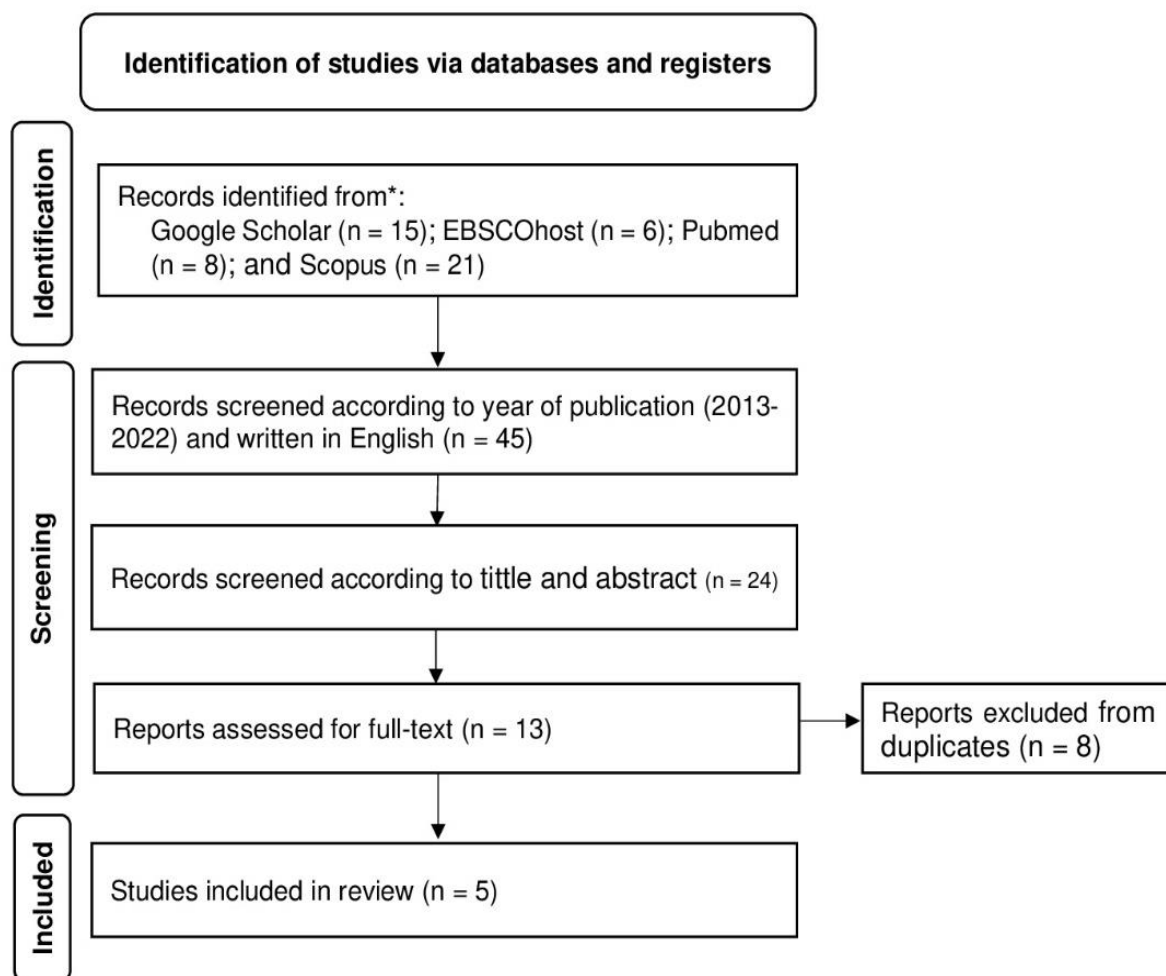 Identification of studies via databases and registers
Identification
Records identified from*:
Google Scholar (n = 15); EBSCOhost (n = 6); Pubmed
(n = 8); and Scopus (n = 21)
Screening
Records screened according to year of publication (2013-
2022) and written in English (n = 45)
Records screened according to tittle and abstract (n = 24)
Reports assessed for full-text (n = 13)
Reports excluded from
duplicates (n = 8)
Included
Studies included in review (n = 5)